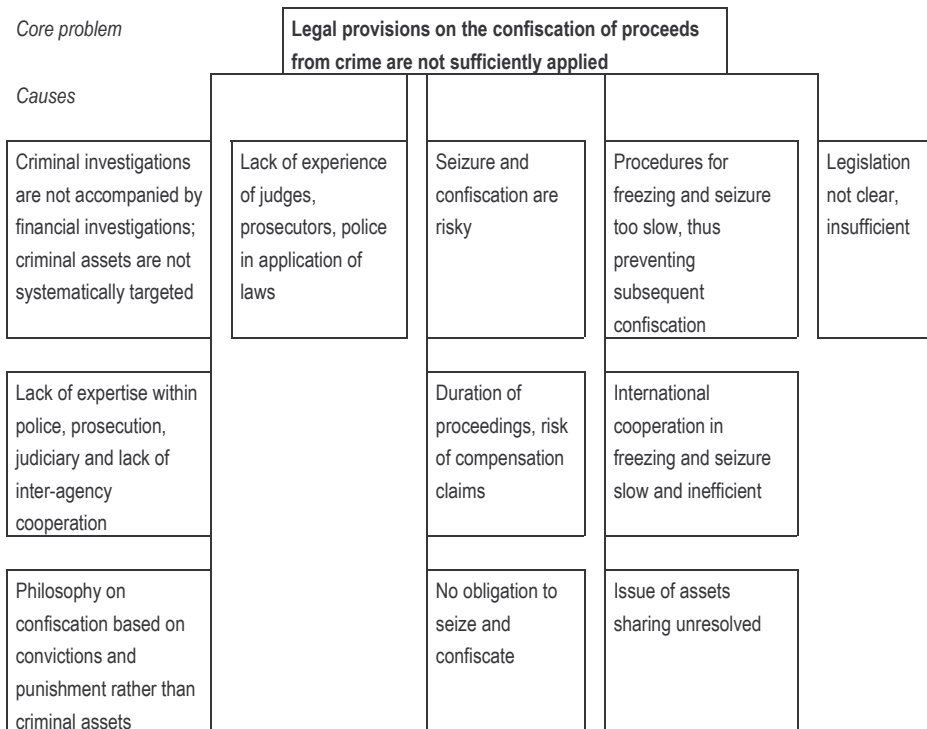 Core problem
Legal provisions on the confiscation of proceeds
from crime are not sufficiently applied
Causes
Criminal investigations
are not accompanied by
financial investigations;
criminal assets are not
systematically targeted
Lack of experience
of judges,
prosecutors, police
in application of
laws
Seizure and
confiscation are
risky
Procedures for
freezing and seizure
too slow, thus
preventing
subsequent
confiscation
Legislation
not clear,
insufficient
Lack of expertise within
police, prosecution,
judiciary and lack of
inter-agency
cooperation
Duration of
proceedings, risk
of compensation
claims
International
cooperation in
freezing and seizure
slow and inefficient
Philosophy on
confiscation based on
convictions and
punishment rather than
criminal assets
No obligation to
seize and
confiscate
Issue of assets
sharing unresolved